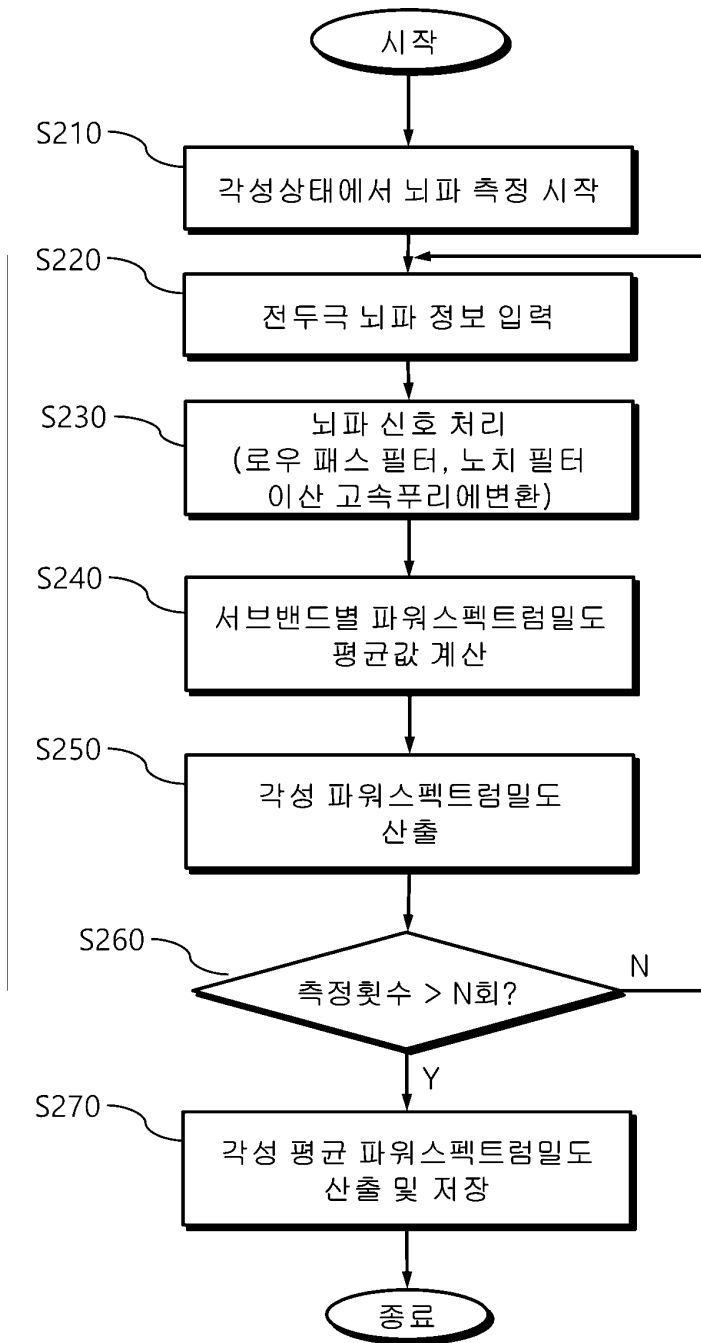 시작
S210
각성상태에서 뇌파 측정 시작
S220
전두극 뇌파 정보 입력
S230
뇌파 신호 처리
(로우 패스 필터, 노치 필터
이산 고속푸리에변환)
S240
서브밴드별 파워스펙트럼밀도
평균값 계산
S250
각성 파워스펙트럼밀도
산출
S260
측정횟수 > N회?
N
Y
S270
각성 평균 파워스펙트럼밀도
산출 및 저장
종료